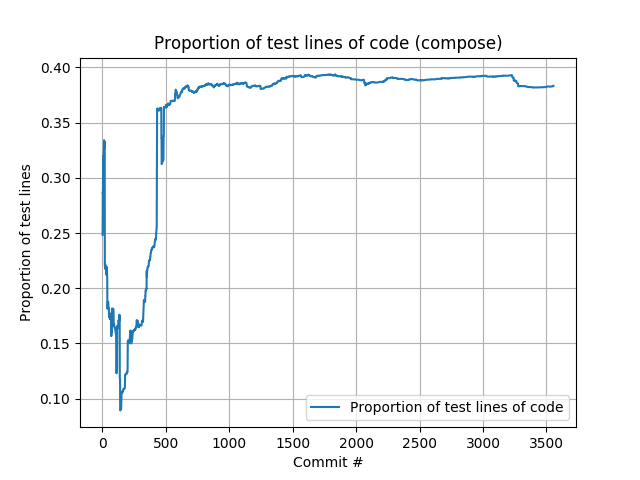 Proportion of test lines of code (compose)
0.40
0.35
0.30
0.25
0.20
0.15
0.10
Proportion of test lines
Proportion of test lines of code
0 500 1000 1500 2000 2500 3000 3500
Commit #